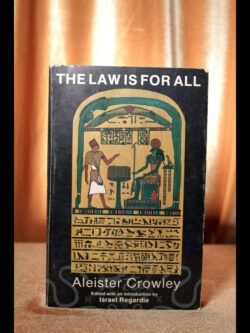 THE LAW IS FOR ALL
Aleister Crowley
Edited with an introduction by
Israel Regardie